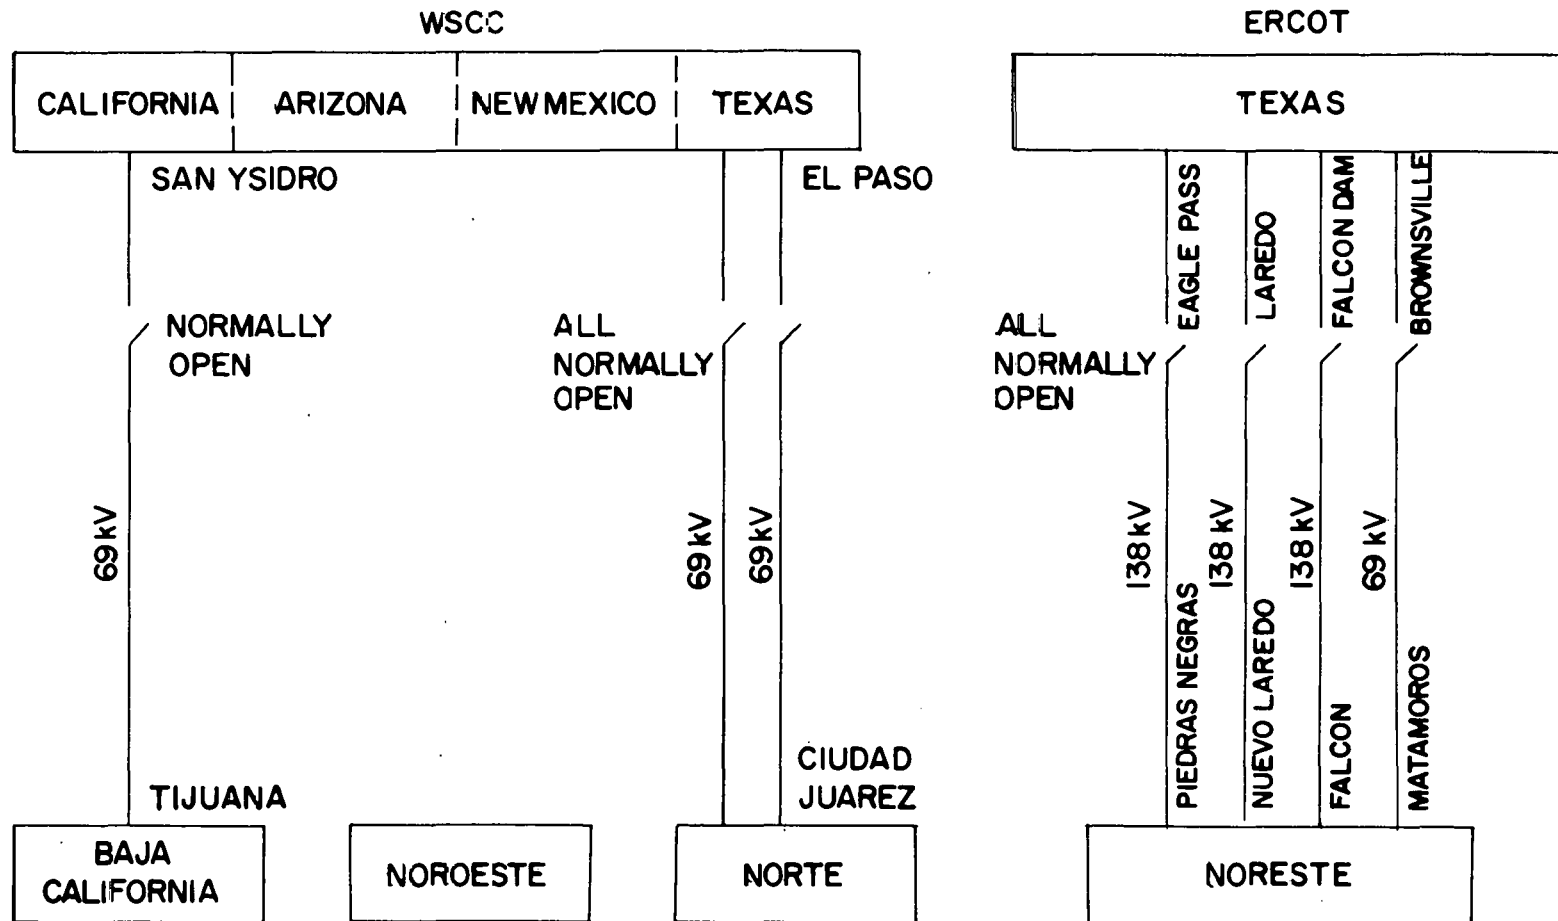 WSCC
CALIFORNIA
ARIZONA
NEW MEXICO
TEXAS
SAN YSIDRO
EL PASO
NORMALLY
OPEN
ALL
NORMALLY
OPEN
69 kV
69 kV
69 kV
TIJUANA
CIUDAD
JUAREZ
BAJA
CALIFORNIA
NOROESTE
NORTE
ERCOT
TEXAS
EAGLE PASS
LAREDO
FALCON DAM
BROWNSVILLE
ALL
NORMALLY
OPEN
138 kV
138 kV
138 kV
69 kV
PIEDRAS NEGRAS
NUEVO LAREDO
FALCON
MATAMOROS
NORESTE